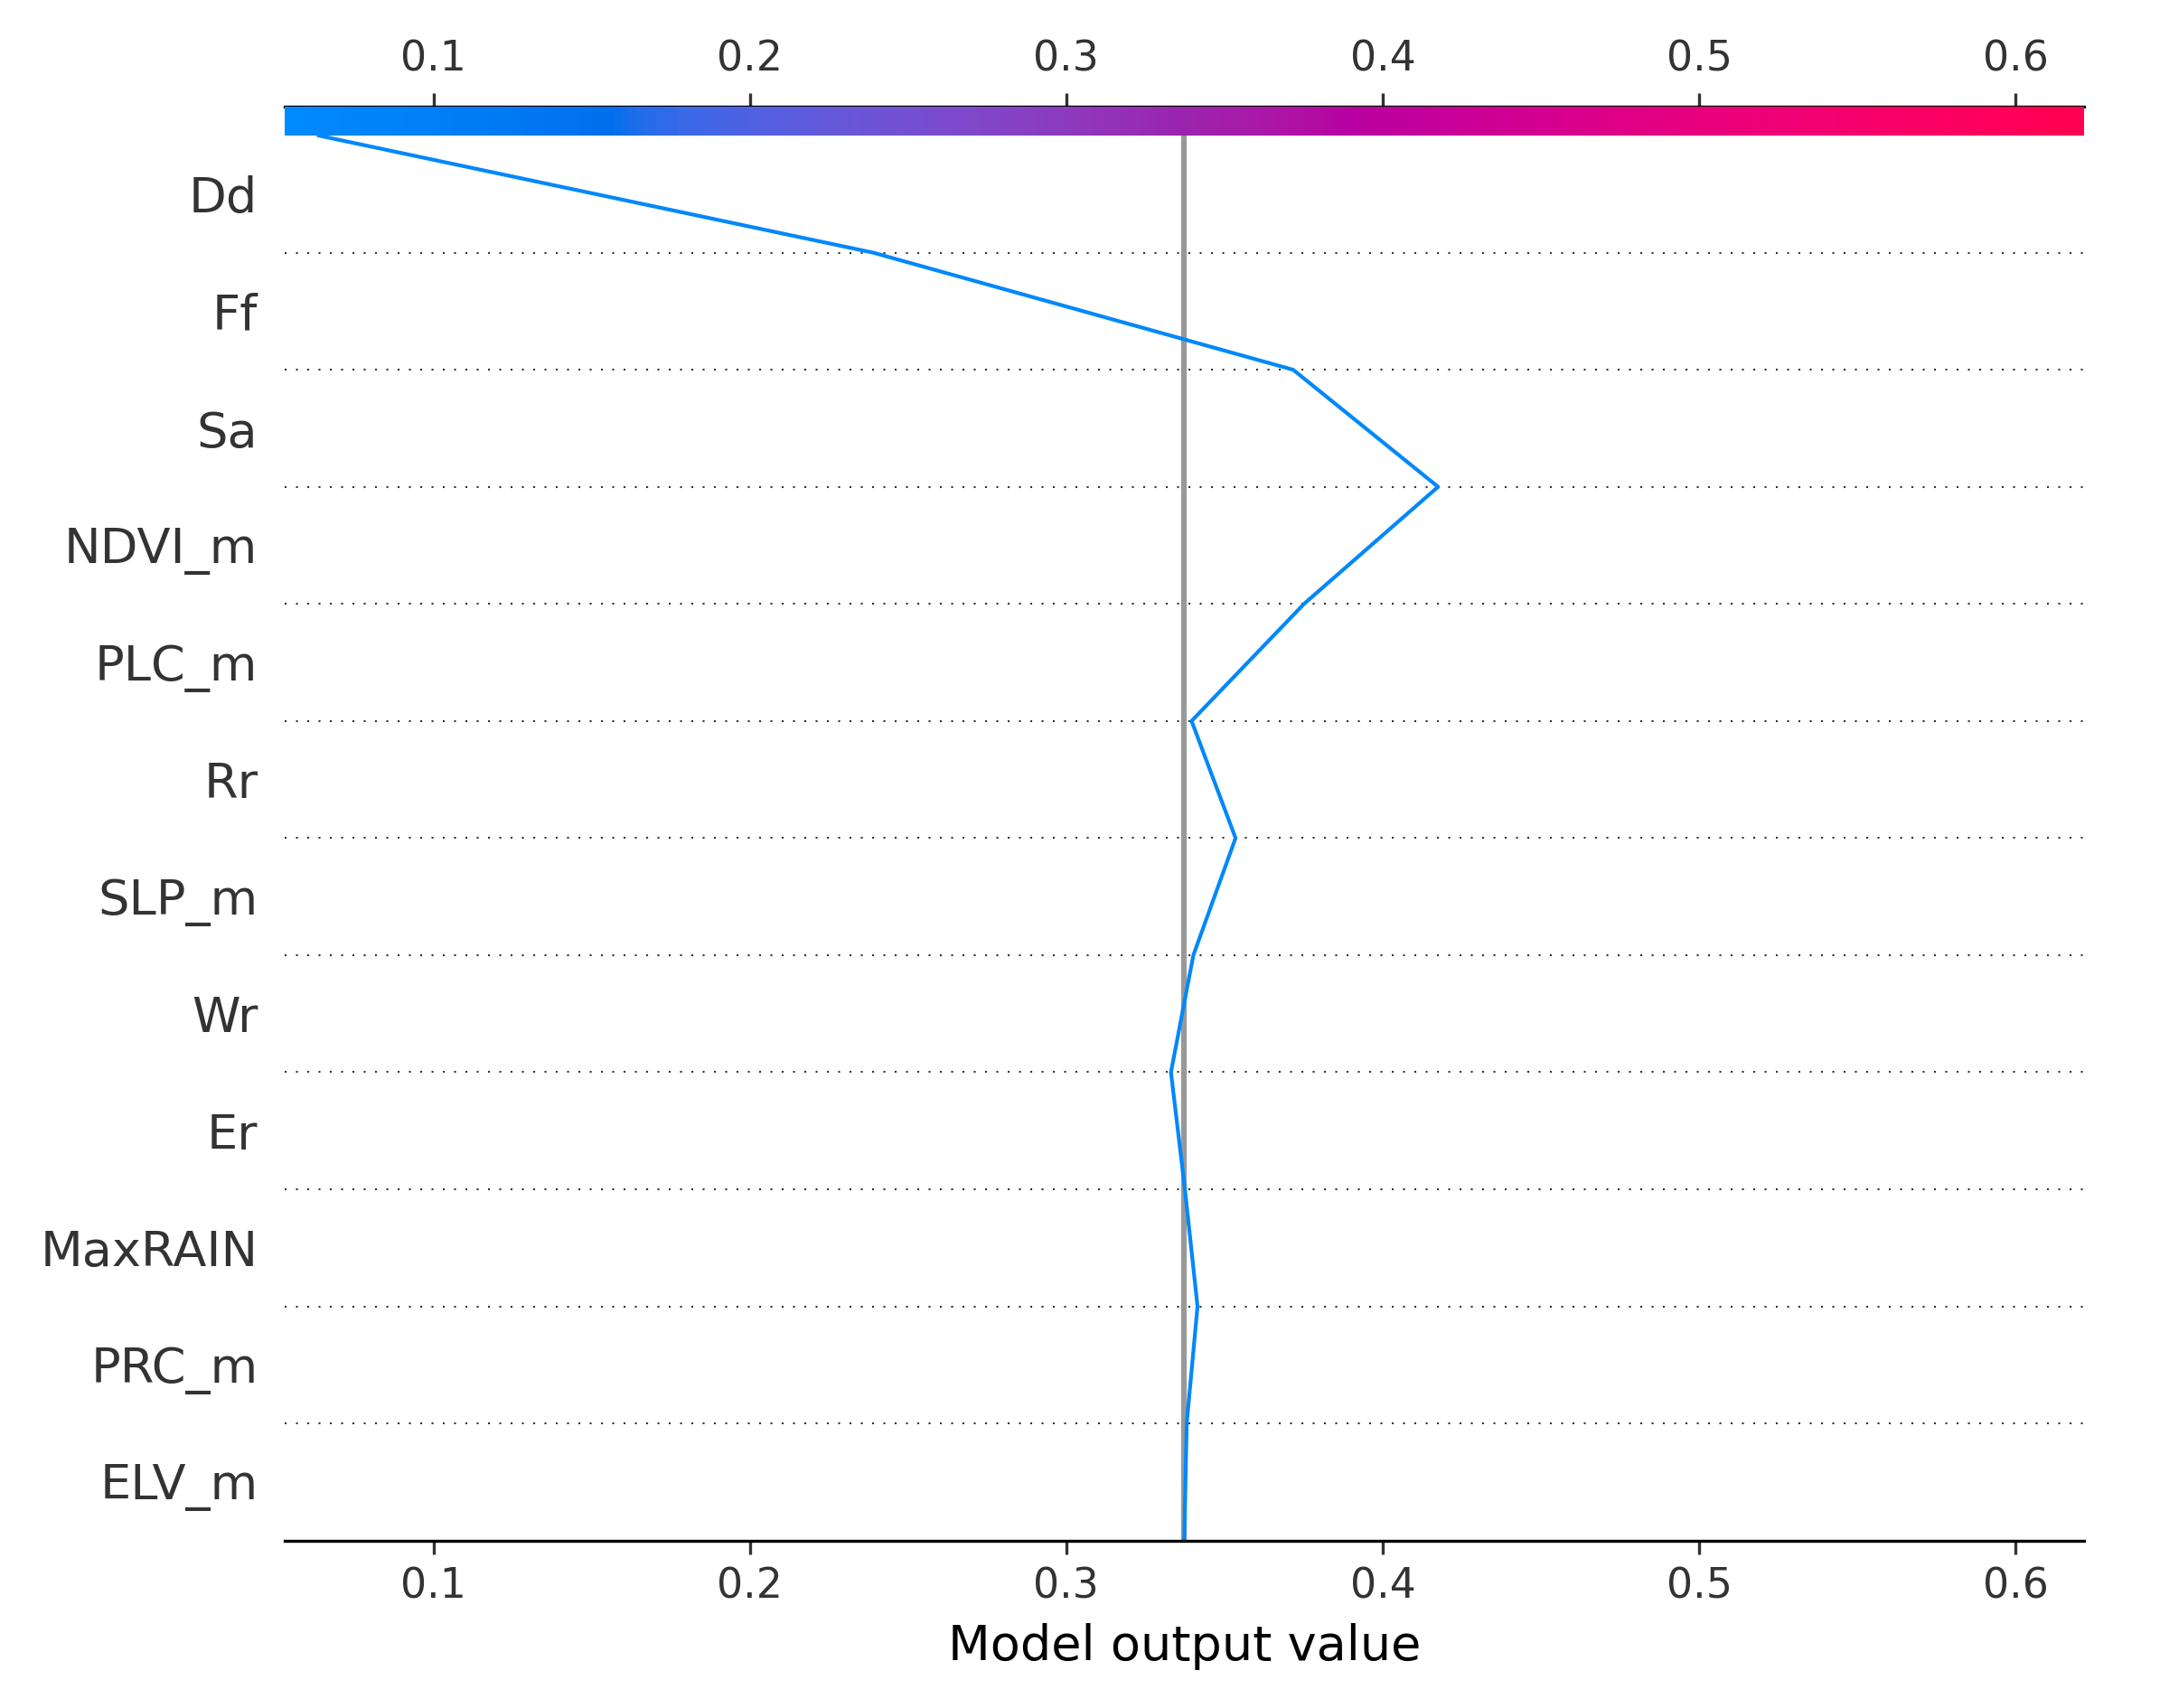 0.1 0.2 0.3 0.4 0.5 0.6
Dd
Ff
Sa
NDVI_m
PLC_m
Rr
SLP_m
Wr
Er
MaxRAIN
PRC_m
ELV_m
0.1 0.2 0.3 0.4 0.5 0.6
Model output value